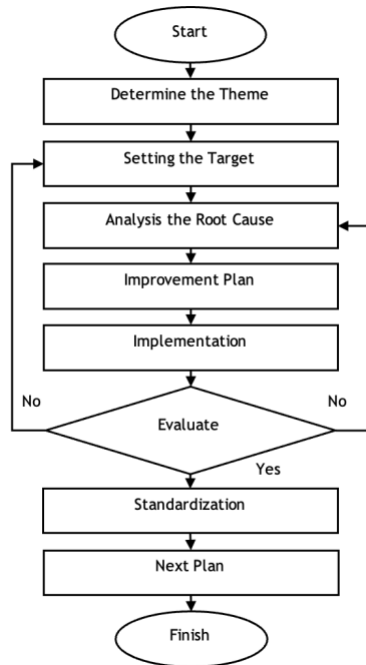 Start
Determine the Theme
Setting the Target
Analysis the Root Cause
Improvement Plan
Implementation
No
No
Evaluate
Yes
Standardization
Next Plan
Finish